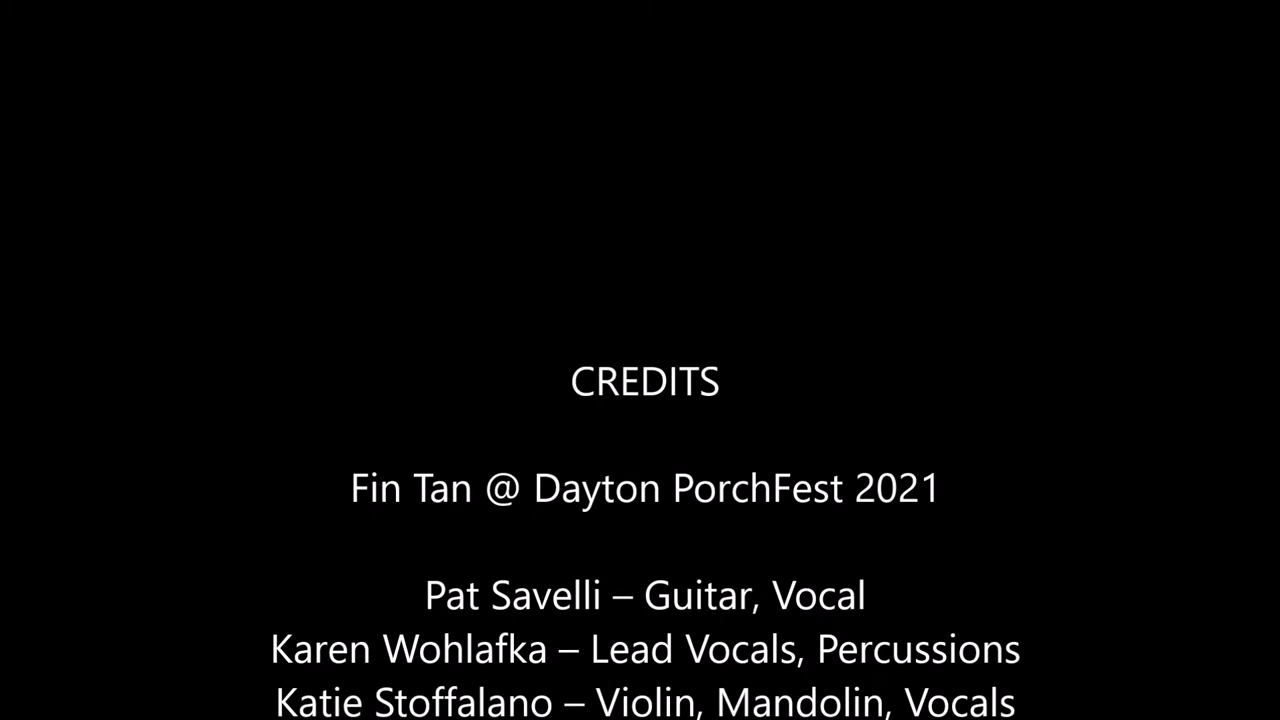 CREDITS
Fin Tan @ Dayton PorchFest 2021
Pat Savelli – Guitar, Vocal
Karen Wohlafka – Lead Vocals, Percussions
Katie Stoffalano – Violin, Mandolin, Vocals